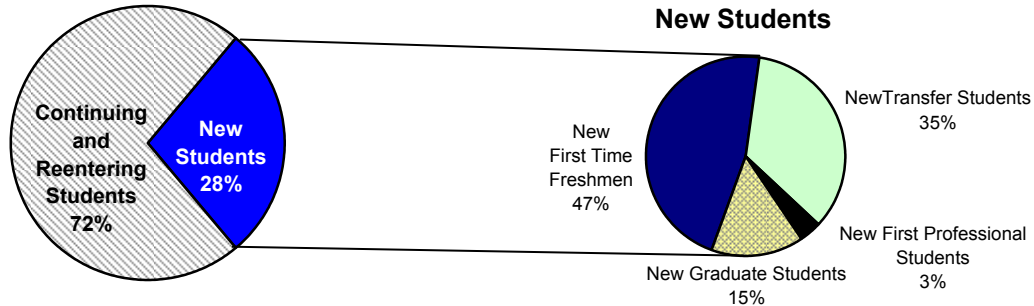 New Students
Continuing
and
Reentering
Students
72%
New
Students
28%
New
First Time
Freshmen
47%
NewTransfer Students
35%
New First Professional
Students
3%
New Graduate Students
15%